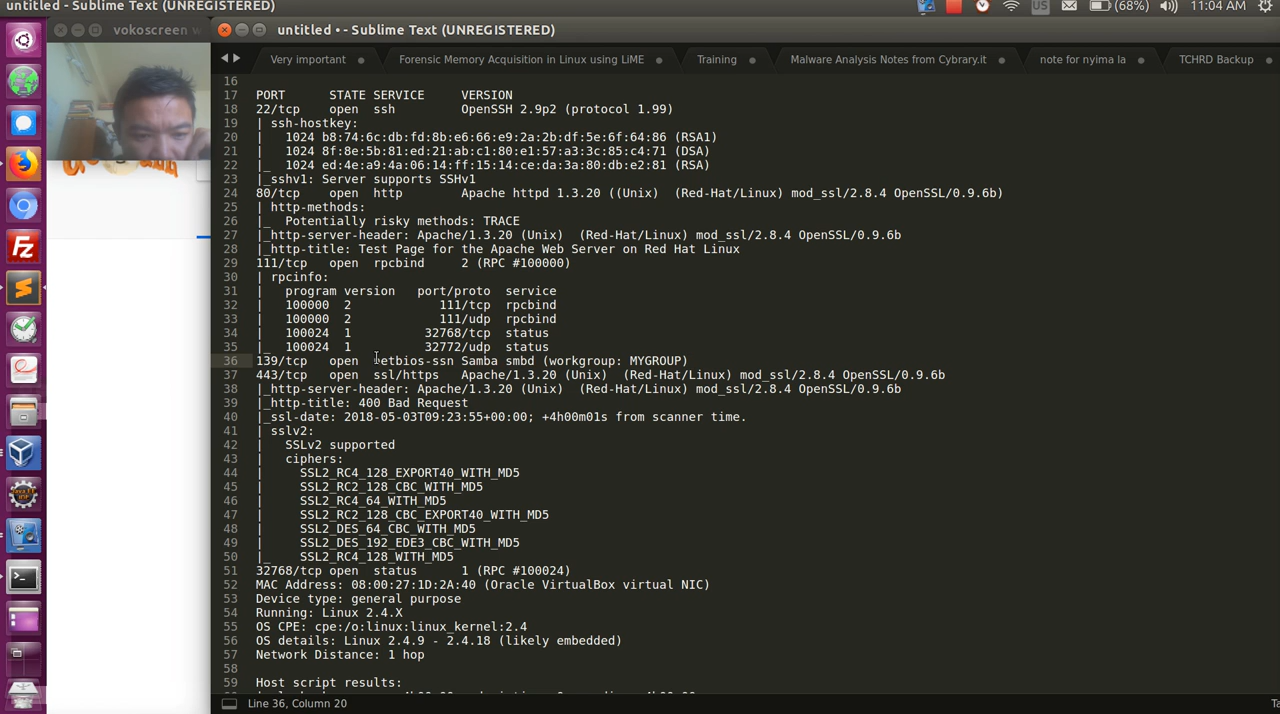 untitled - Sublime Text (UNREGISTERED)
US
(68%)
11:04 AM
vokoscreen
untitled • - Sublime Text (UNREGISTERED)
Very important
Forensic Memory Acquisition in Linux using LiME
Training
Malware Analysis Notes from Cybrary.it
note for nyima la
TCHRD Backup
16
17 PORT STATE SERVICE VERSION
18 22/tcp open ssh OpenSSH 2.9p2 (protocol 1.99)
19 | ssh-hostkey:
20 | 1024 b8:74:6c:db:fd:8b:e6:66:e9:2a:2b:df:5e:6f:64:86 (RSA1)
21 | 1024 8f:8e:5b:81:ed:21:ab:c1:80:e1:57:a3:3c:85:c4:71 (DSA)
22 |_ 1024 ed:4e:a9:4a:06:14:ff:15:14:ce:da:3a:80:db:e2:81 (RSA)
23 |_sshv1: Server supports SSHv1
24 80/tcp open http Apache httpd 1.3.20 ((Unix) (Red-Hat/Linux) mod_ssl/2.8.4 OpenSSL/0.9.6b)
25 | http-methods:
26 |_ Potentially risky methods: TRACE
27 |_http-server-header: Apache/1.3.20 (Unix) (Red-Hat/Linux) mod_ssl/2.8.4 OpenSSL/0.9.6b
28 |_http-title: Test Page for the Apache Web Server on Red Hat Linux
29 111/tcp open rpcbind 2 (RPC #100000)
30 | rpcinfo:
31 | program version port/proto service
32 | 100000 2 111/tcp rpcbind
33 | 100000 2 111/udp rpcbind
34 | 100024 1 32768/tcp status
35 |_ 100024 1 32772/udp status
36 139/tcp open netbios-ssn Samba smbd (workgroup: MYGROUP)
37 443/tcp open ssl/https Apache/1.3.20 (Unix) (Red-Hat/Linux) mod_ssl/2.8.4 OpenSSL/0.9.6b
38 |_http-server-header: Apache/1.3.20 (Unix) (Red-Hat/Linux) mod_ssl/2.8.4 OpenSSL/0.9.6b
39 |_http-title: 400 Bad Request
40 |_ssl-date: 2018-05-03T09:23:55+00:00; +4h00m01s from scanner time.
41 | sslv2:
42 | SSLv2 supported
43 | ciphers:
44 | SSL2_RC4_128_EXPORT40_WITH_MD5
45 | SSL2_RC2_128_CBC_WITH_MD5
46 | SSL2_RC4_64_WITH_MD5
47 | SSL2_RC2_128_CBC_EXPORT40_WITH_MD5
48 | SSL2_DES_64_CBC_WITH_MD5
49 | SSL2_DES_192_EDE3_CBC_WITH_MD5
50 |_ SSL2_RC4_128_WITH_MD5
51 32768/tcp open status 1 (RPC #100024)
52 MAC Address: 08:00:27:1D:2A:40 (Oracle VirtualBox virtual NIC)
53 Device type: general purpose
54 Running: Linux 2.4.X
55 OS CPE: cpe:/o:linux:linux_kernel:2.4
56 OS details: Linux 2.4.9 - 2.4.18 (likely embedded)
57 Network Distance: 1 hop
58
59 Host script results:
Line 36, Column 20